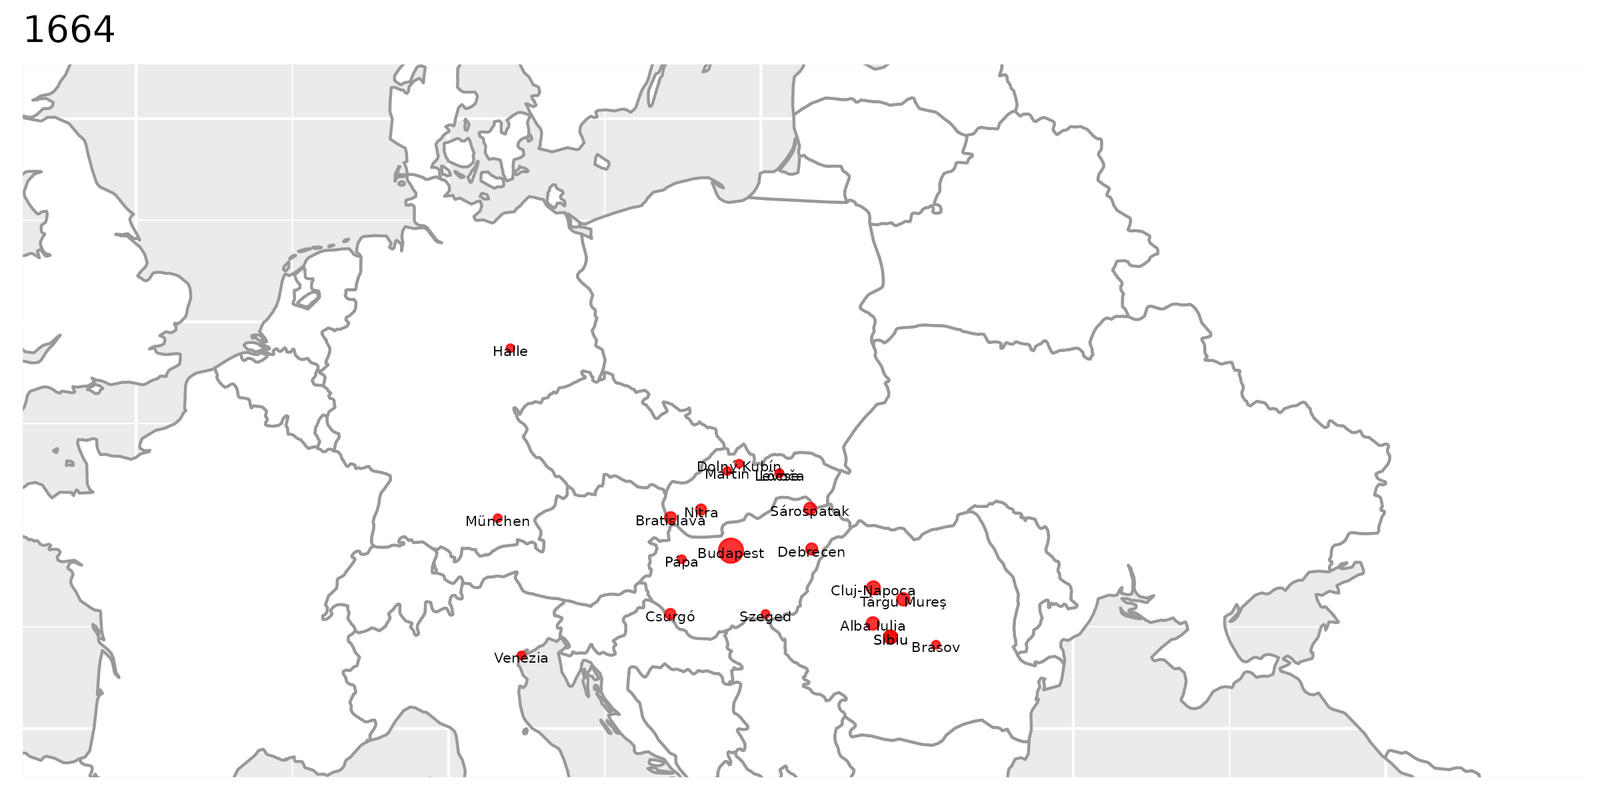 1664
Halle
Dolný Kubín
Martin
Levoča
München
Bratislava
Nitra
Sárospatak
Pápa
Budapest
Debrecen
Cluj-Napoca
Târgu Mureş
Csurgó
Szeged
Alba Iulia
Sibiu
Brasov
Venezia